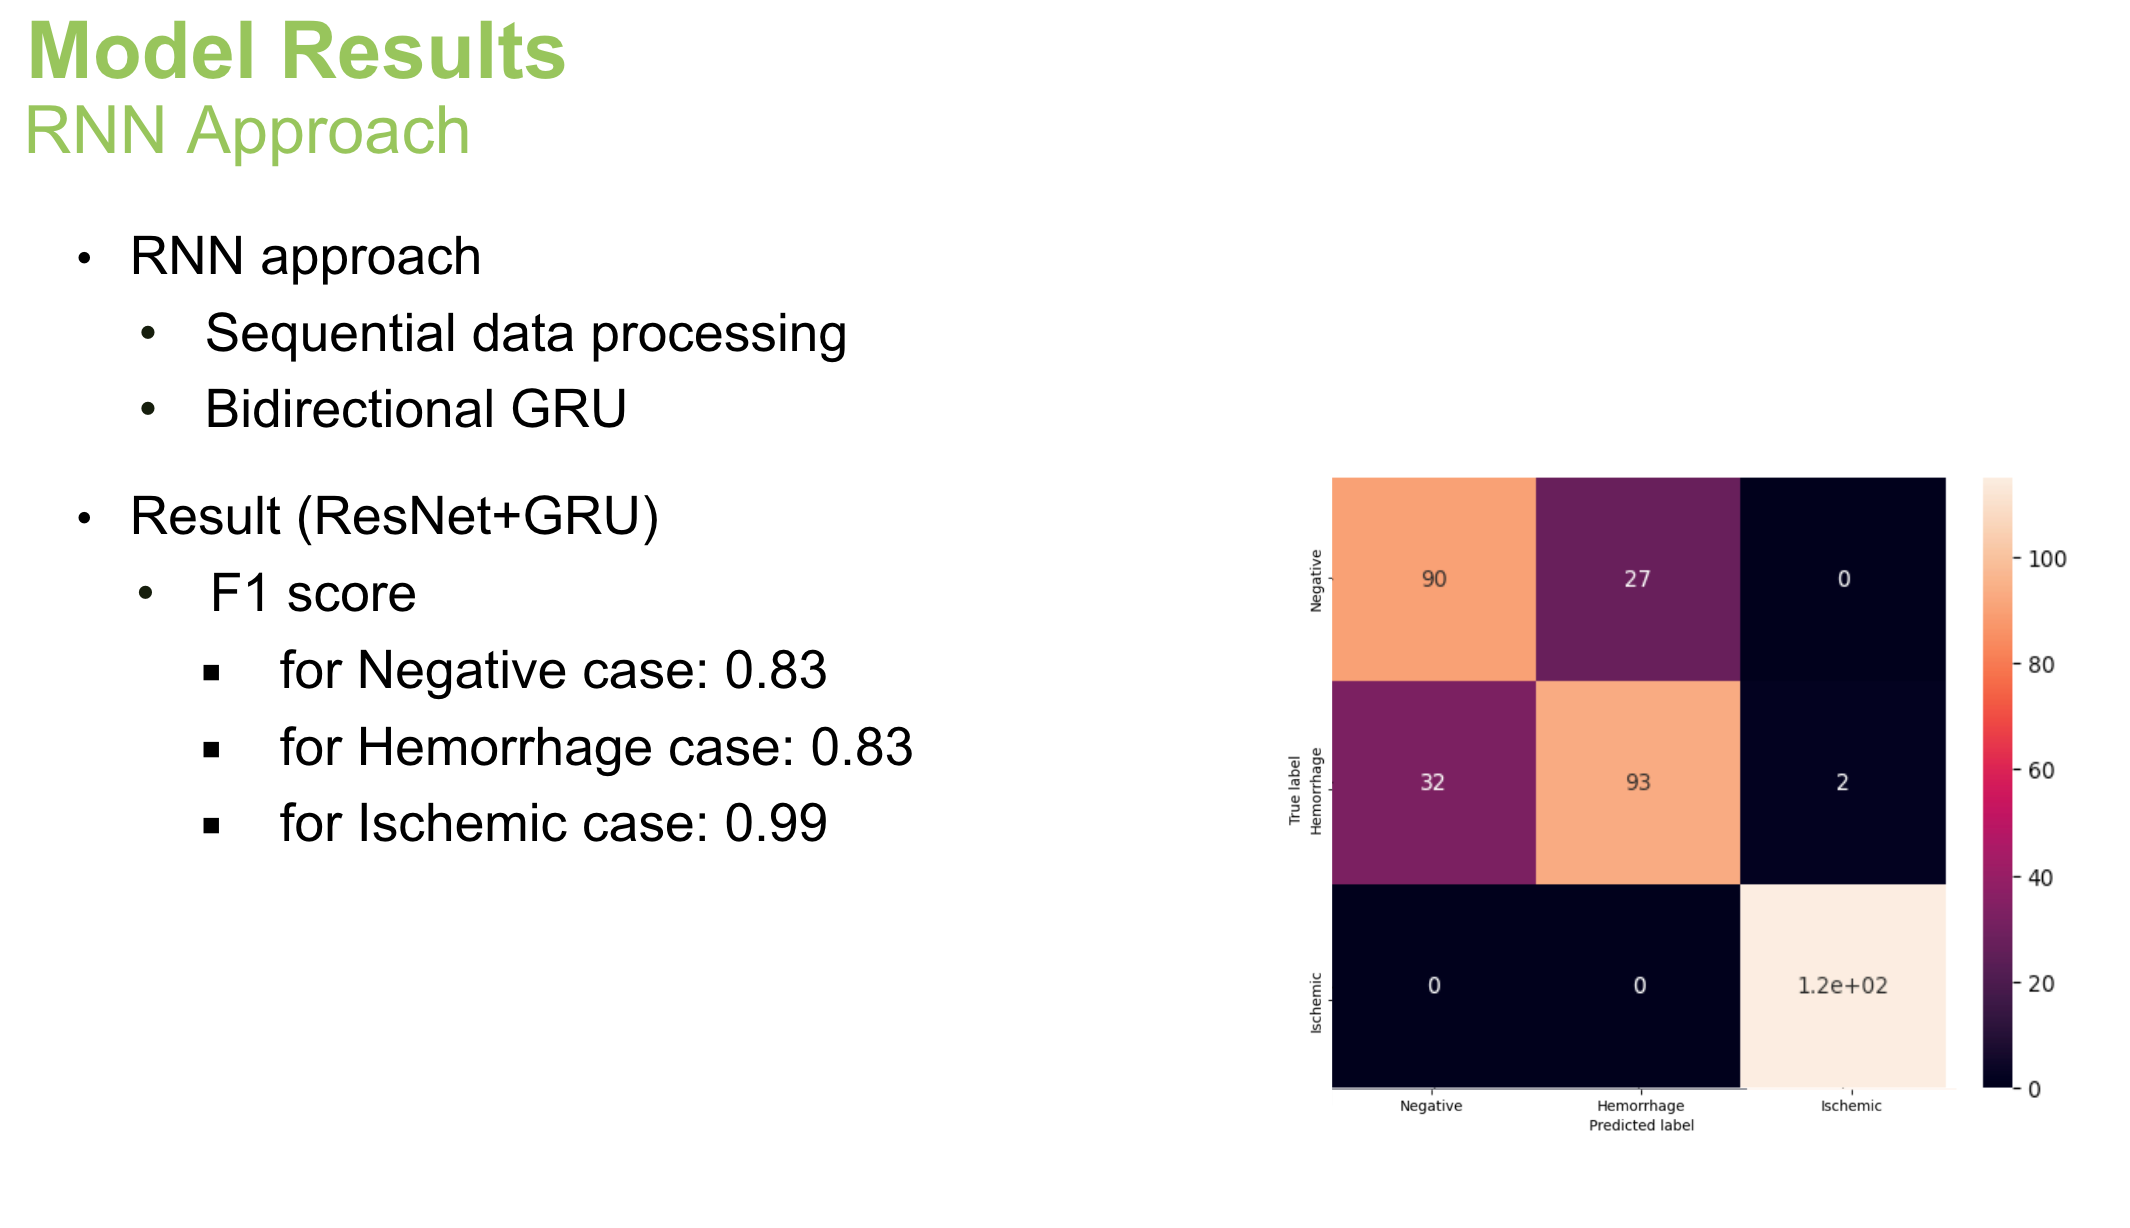 Model Results
RNN Approach
• RNN approach
• Sequential data processing
• Bidirectional GRU
• Result (ResNet+GRU)
• F1 score
▪ for Negative case: 0.83
▪ for Hemorrhage case: 0.83
▪ for Ischemic case: 0.99
True label
Negative
90 27 0
Hemorrhage
32 93 2
Ischemic
0 0 1.2e+02
Negative Hemorrhage Ischemic
Predicted label
100
80
60
40
20
0